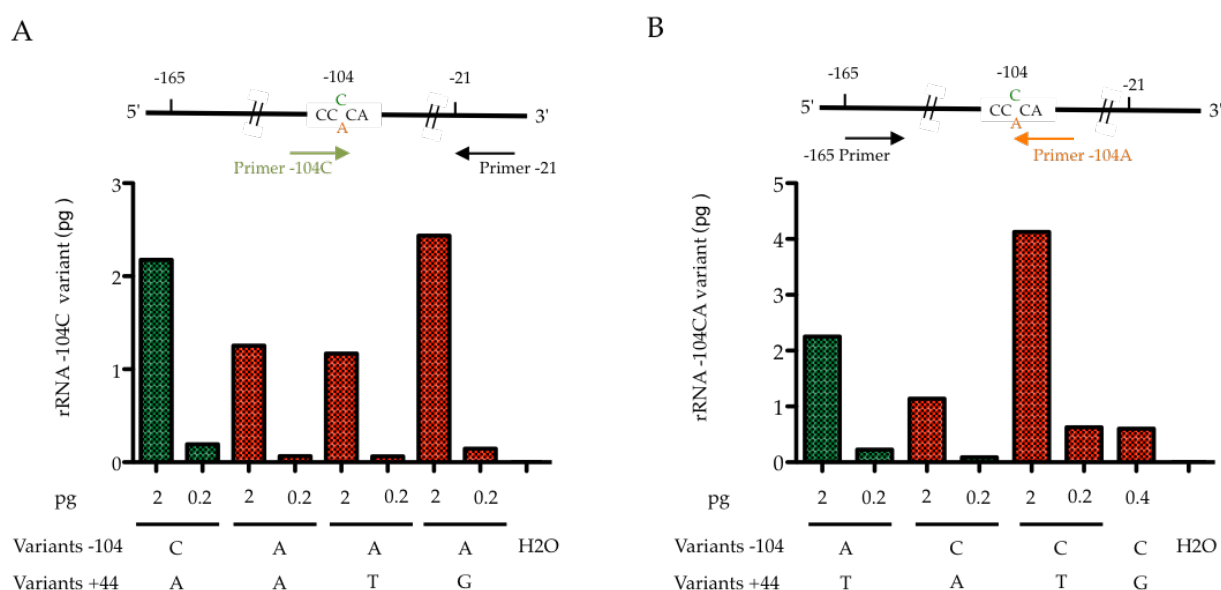 A
-165
-104
-21
C
5'
CC CA
3'
A
Primer -104C
Primer -21
rRNA -104C variant (pg)
3
2
1
0
pg
2
0.2
2
0.2
2
0.2
2
0.2
Variants -104
C
A
A
A
H2O
Variants +44
A
A
T
G
B
-165
-104
-21
C
5'
CC CA
3'
A
-165 Primer
Primer -104A
rRNA -104CA variant (pg)
5
4
3
2
1
0
pg
2
0.2
2
0.2
2
0.2
0.4
Variants -104
A
C
C
C
H2O
Variants +44
T
A
T
G